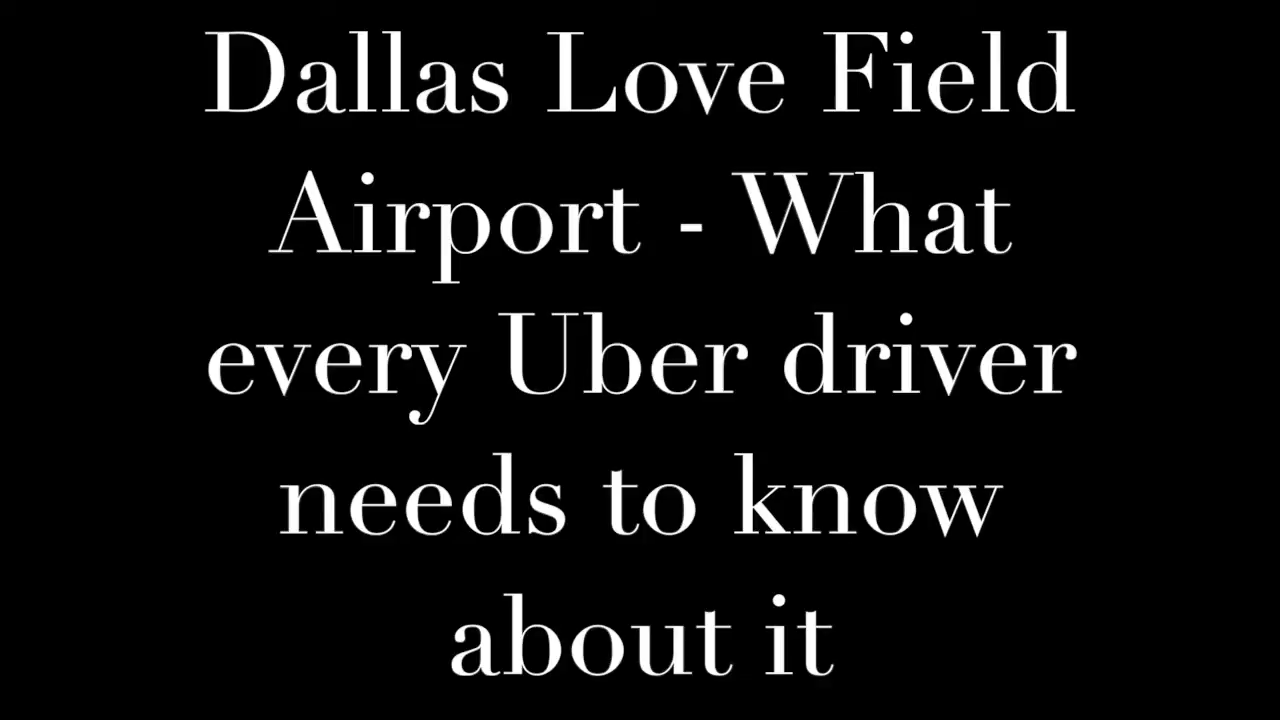 Dallas Love Field
Airport - What
every Uber driver
needs to know
about it